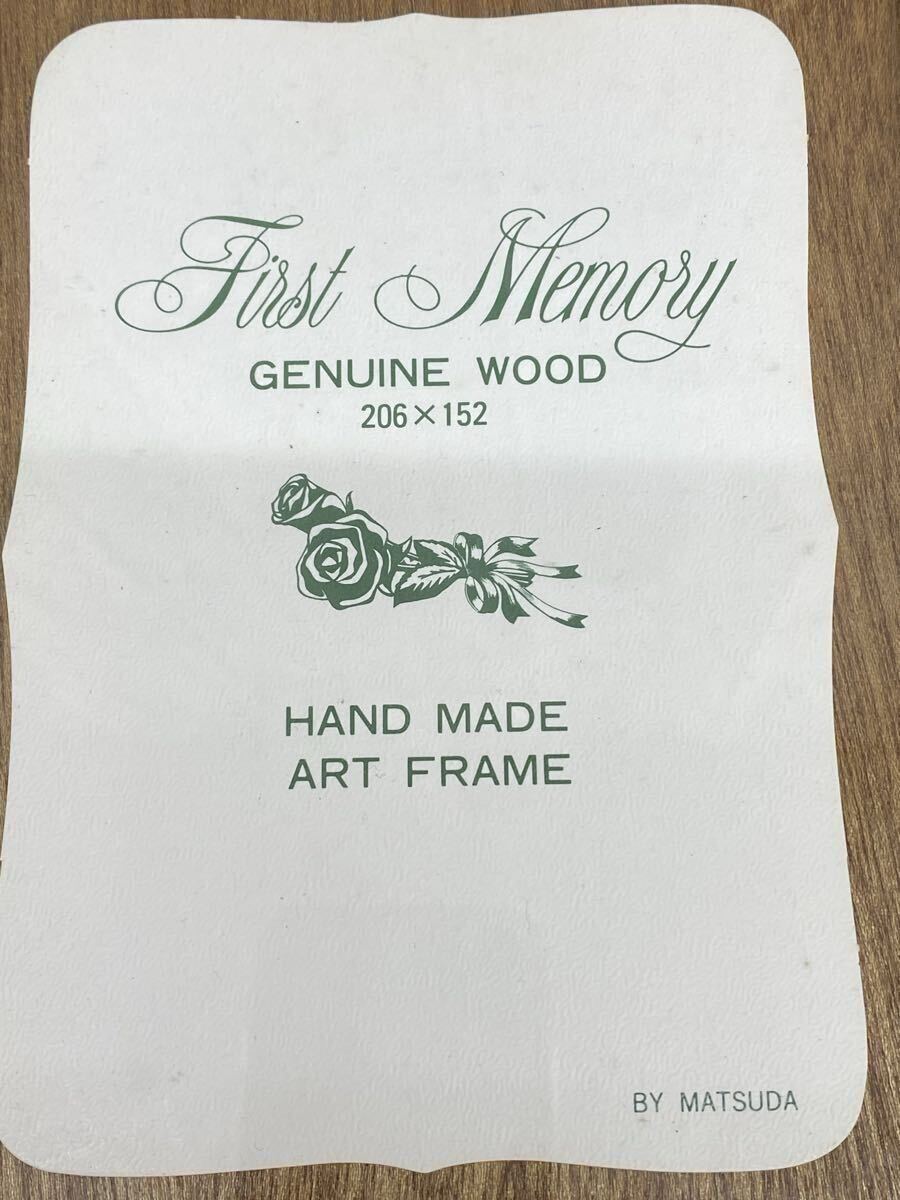 First Memory
GENUINE WOOD
206×152
HAND MADE
ART FRAME
BY MATSUDA